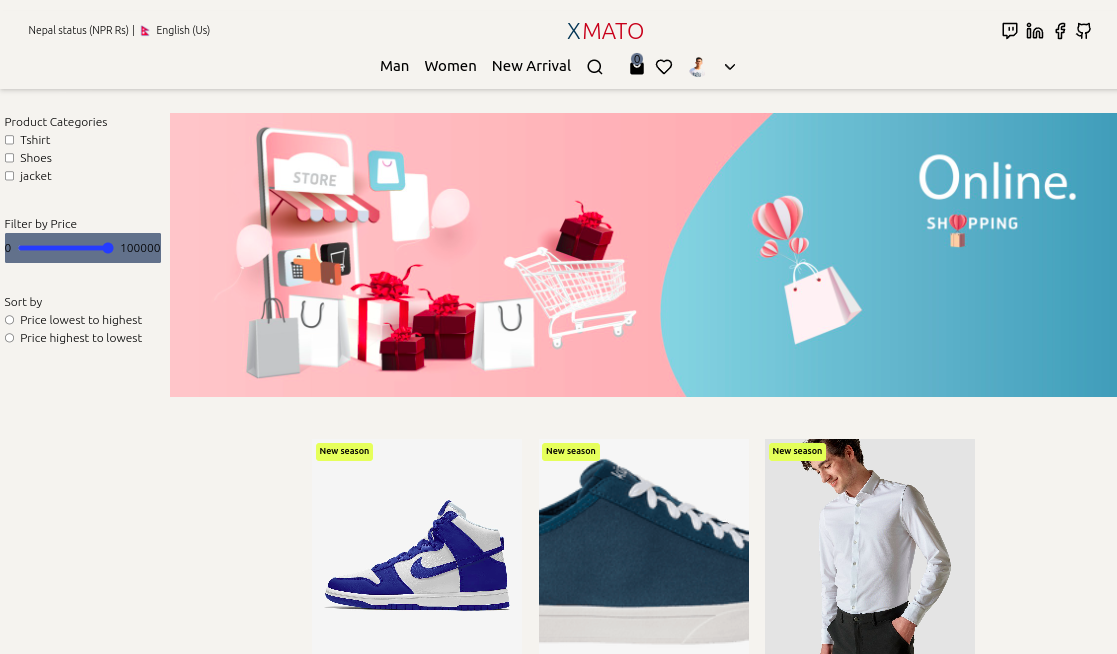 Nepal status (NPR Rs) | English (Us)
XMATO
Man Women New Arrival 0
Product Categories
Tshirt
Shoes
jacket
Filter by Price
0 100000
Sort by
Price lowest to highest
Price highest to lowest
STORE
Online.
SHOPPING
New season
New season
New season